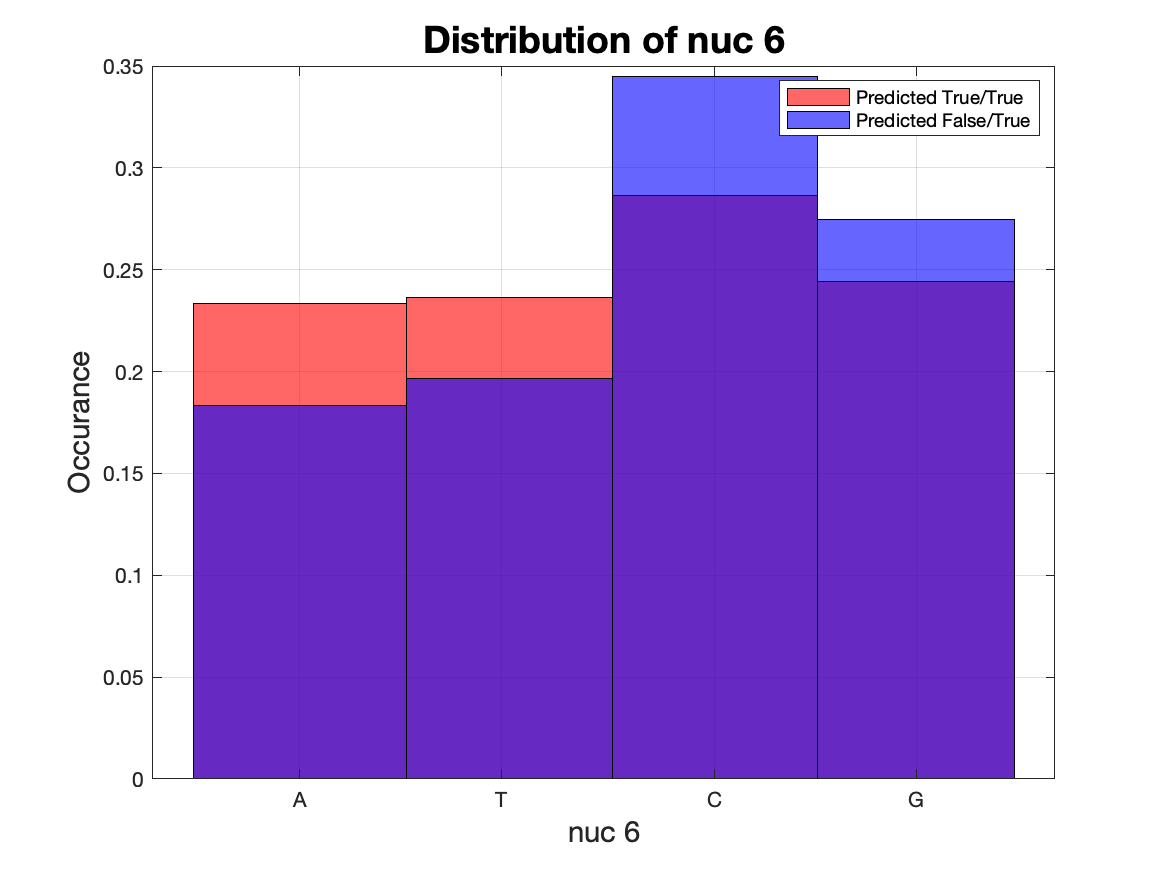 Distribution of nuc 6
Predicted True/True
Predicted False/True
0.35
0.3
0.25
0.2
0.15
0.1
0.05
0
Occurance
A T C G
nuc 6